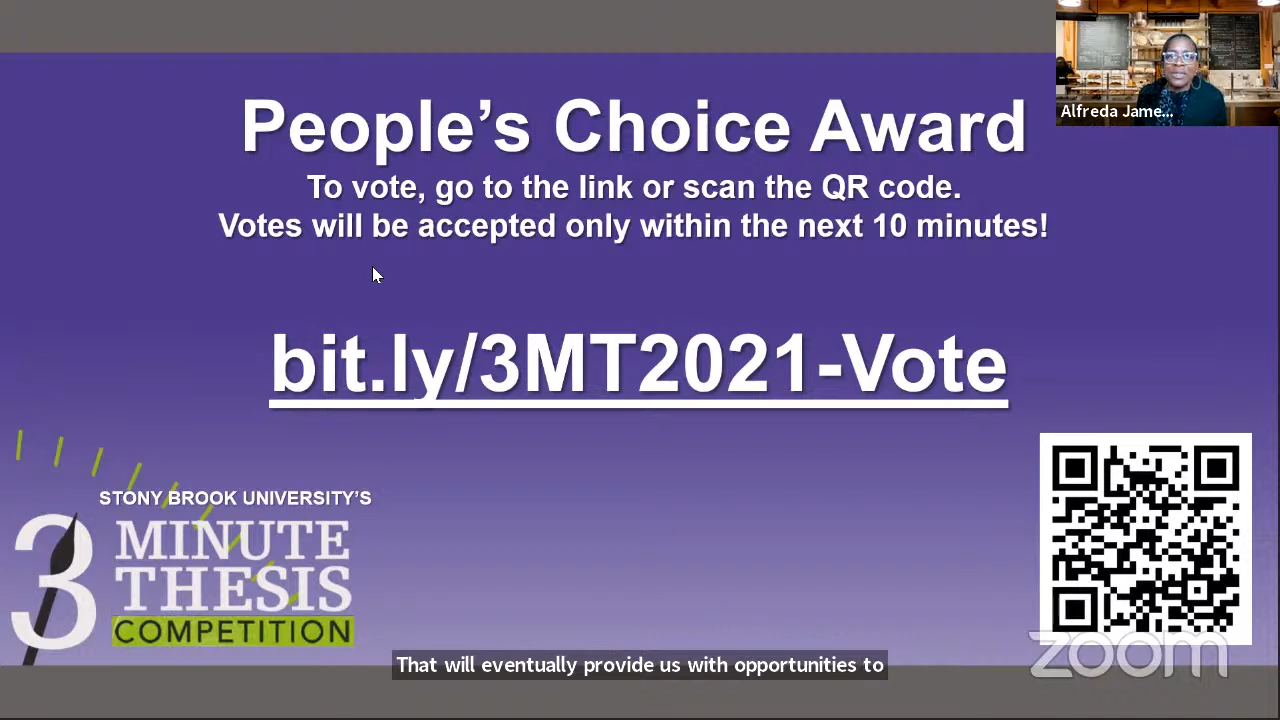 People's Choice Award
To vote, go to the link or scan the QR code.
Votes will be accepted only within the next 10 minutes!
Alfreda Jame...
bit.ly/3MT2021-Vote
STONY BROOK UNIVERSITY'S
3 MINUTE
THESIS
COMPETITION
That will eventually provide us with opportunities to
zoom